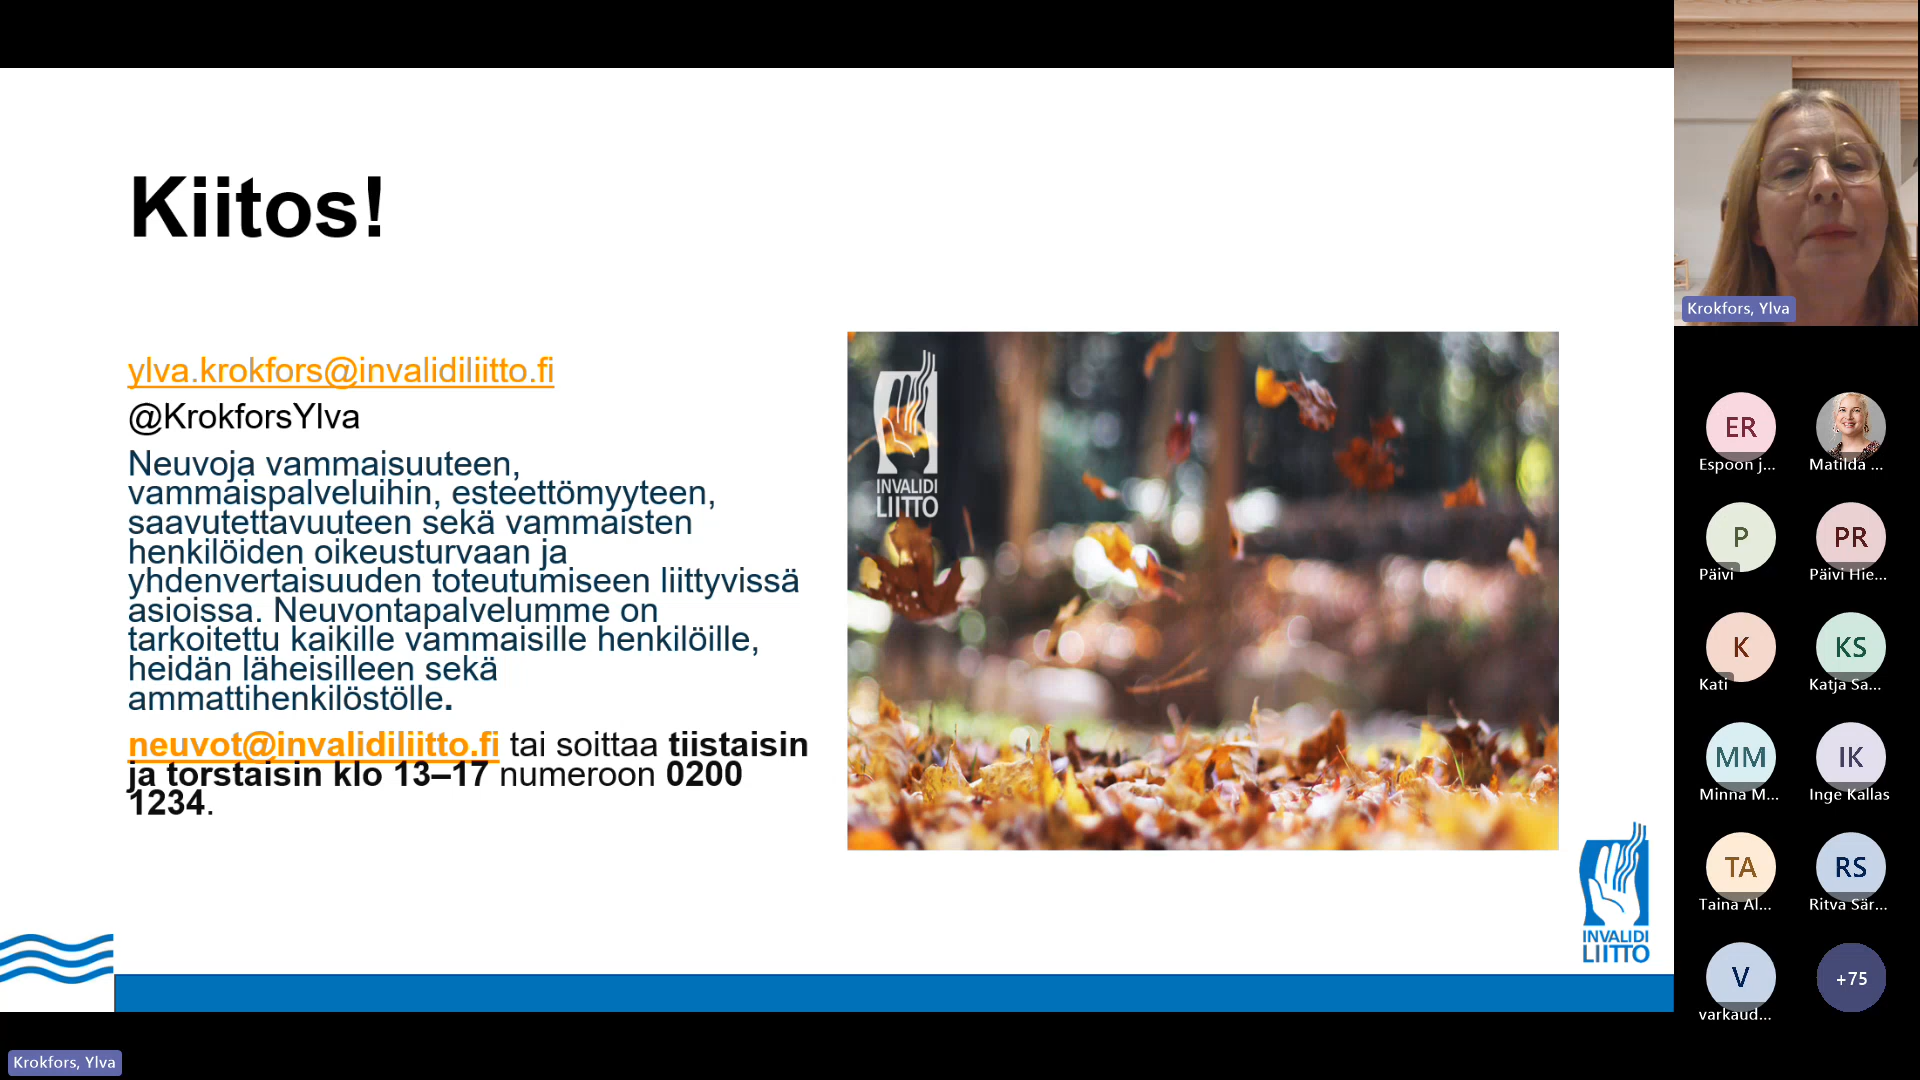 Kiitos!
ylva.krokfors@invalidiliitto.fi
@KrokforsYlva
Neuvoja vammaisuuteen,
vammaispalveluihin, esteettömyyteen,
saavutettavuuteen sekä vammaisten
henkilöiden oikeusturvaan ja
yhdenvertaisuuden toteutumiseen liittyvissä
asioissa. Neuvontapalvelumme on
tarkoitettu kaikille vammaisille henkilöille,
heidän läheisilleen sekä
ammattihenkilöstölle.
neuvot@invalidiliitto.fi tai soittaa tiistaisin
ja torstaisin klo 13–17 numeroon 0200
1234.
INVALIDI
LIITTO
INVALIDI
LIITTO
Krokfors, Ylva
Krokfors, Ylva
ER
Espoon j...
Matilda ...
P
Päivi
PR
Päivi Hie...
K
Kati
KS
Katja Sa...
MM
Minna M...
IK
Inge Kallas
TA
Taina Al...
RS
Ritva Sär...
V
varkaud...
+75